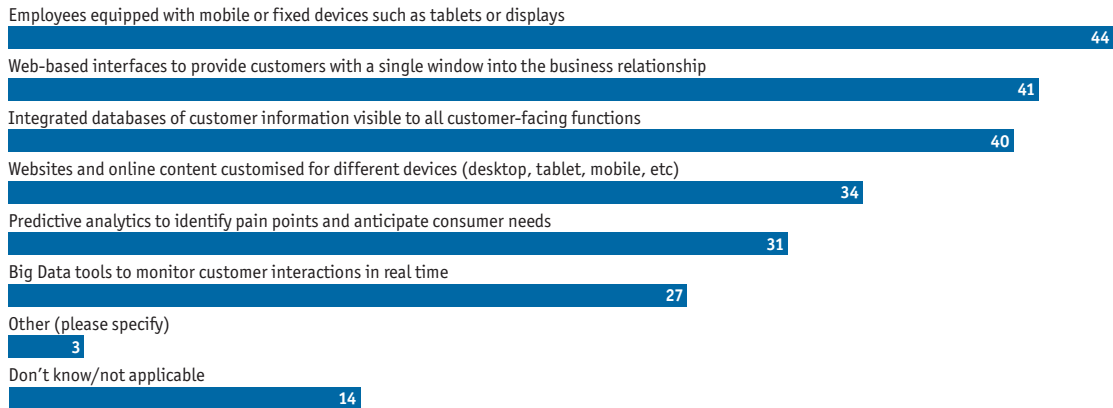 Employees equipped with mobile or fixed devices such as tablets or displays
44
Web-based interfaces to provide customers with a single window into the business relationship
41
Integrated databases of customer information visible to all customer-facing functions
40
Websites and online content customised for different devices (desktop, tablet, mobile, etc)
34
Predictive analytics to identify pain points and anticipate consumer needs
31
Big Data tools to monitor customer interactions in real time
27
Other (please specify)
3
Don’t know/not applicable
14